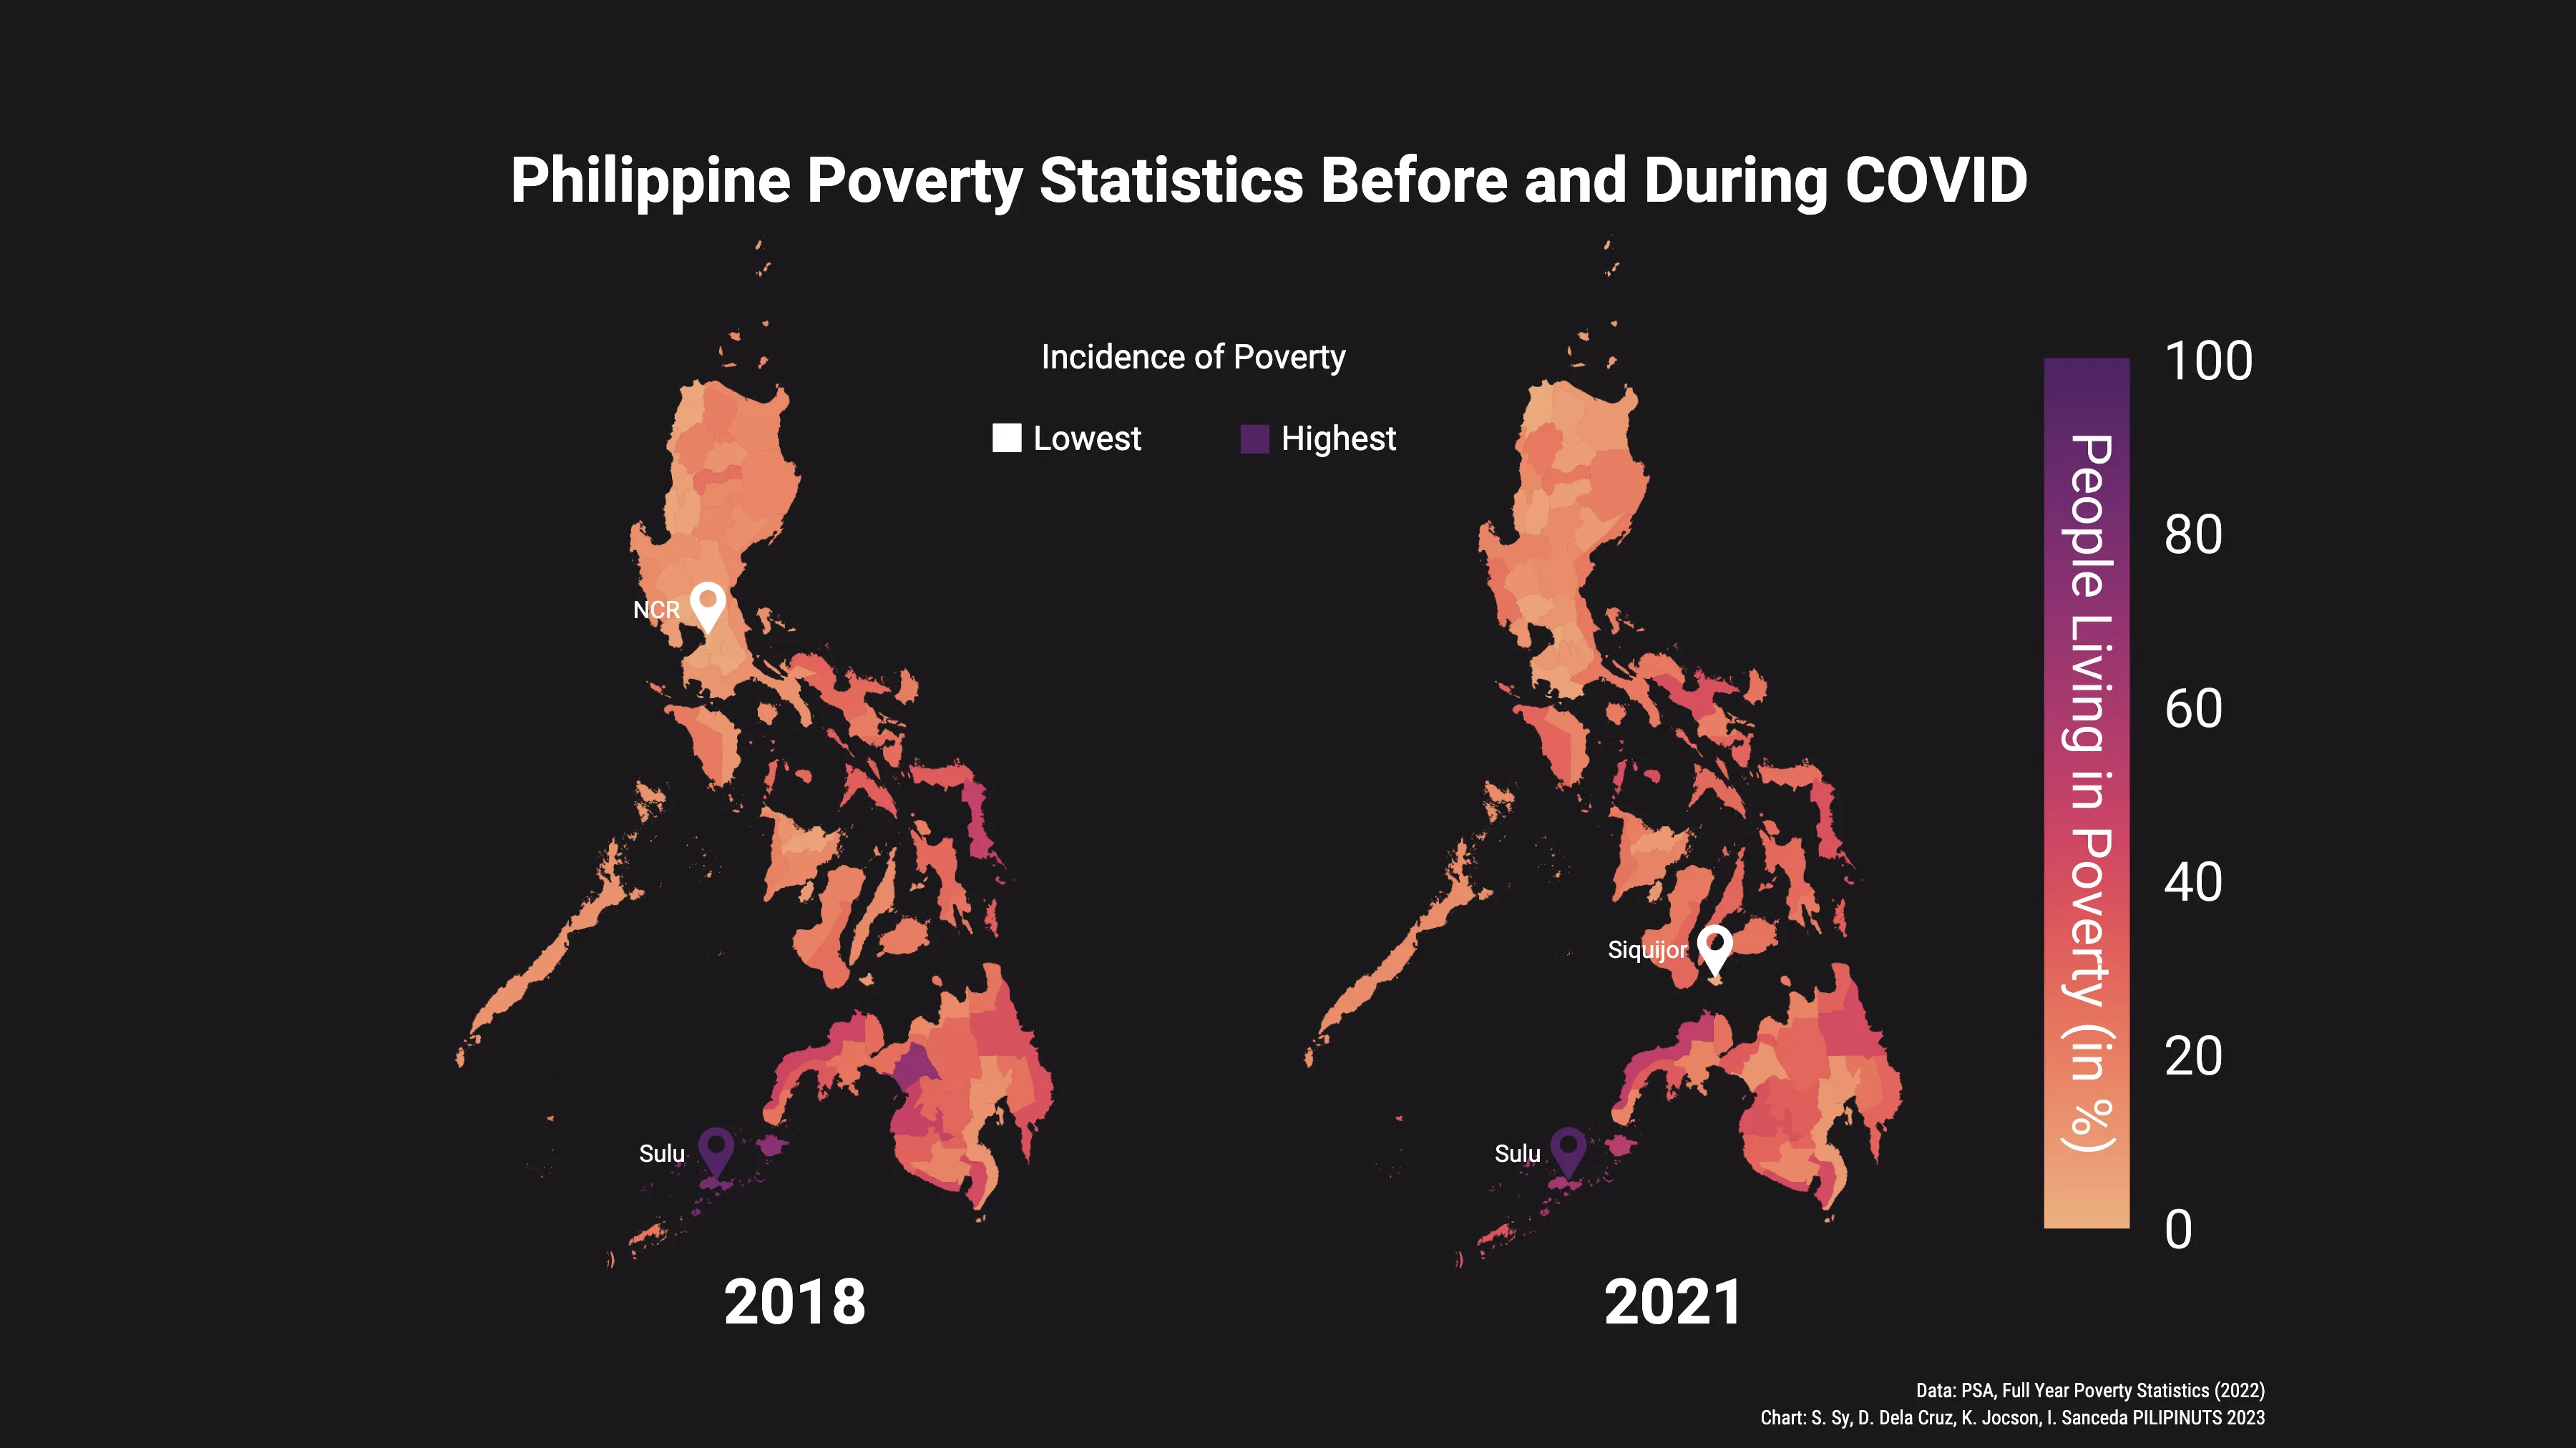 Philippine Poverty Statistics Before and During COVID
Incidence of Poverty
Lowest
Highest
NCR
Sulu
2018
Siquijor
Sulu
2021
100
80
60
40
20
0
People Living in Poverty (in %)
Data: PSA, Full Year Poverty Statistics (2022)
Chart: S. Sy, D. Dela Cruz, K. Jocson, I. Sanceda PILIPINUTS 2023